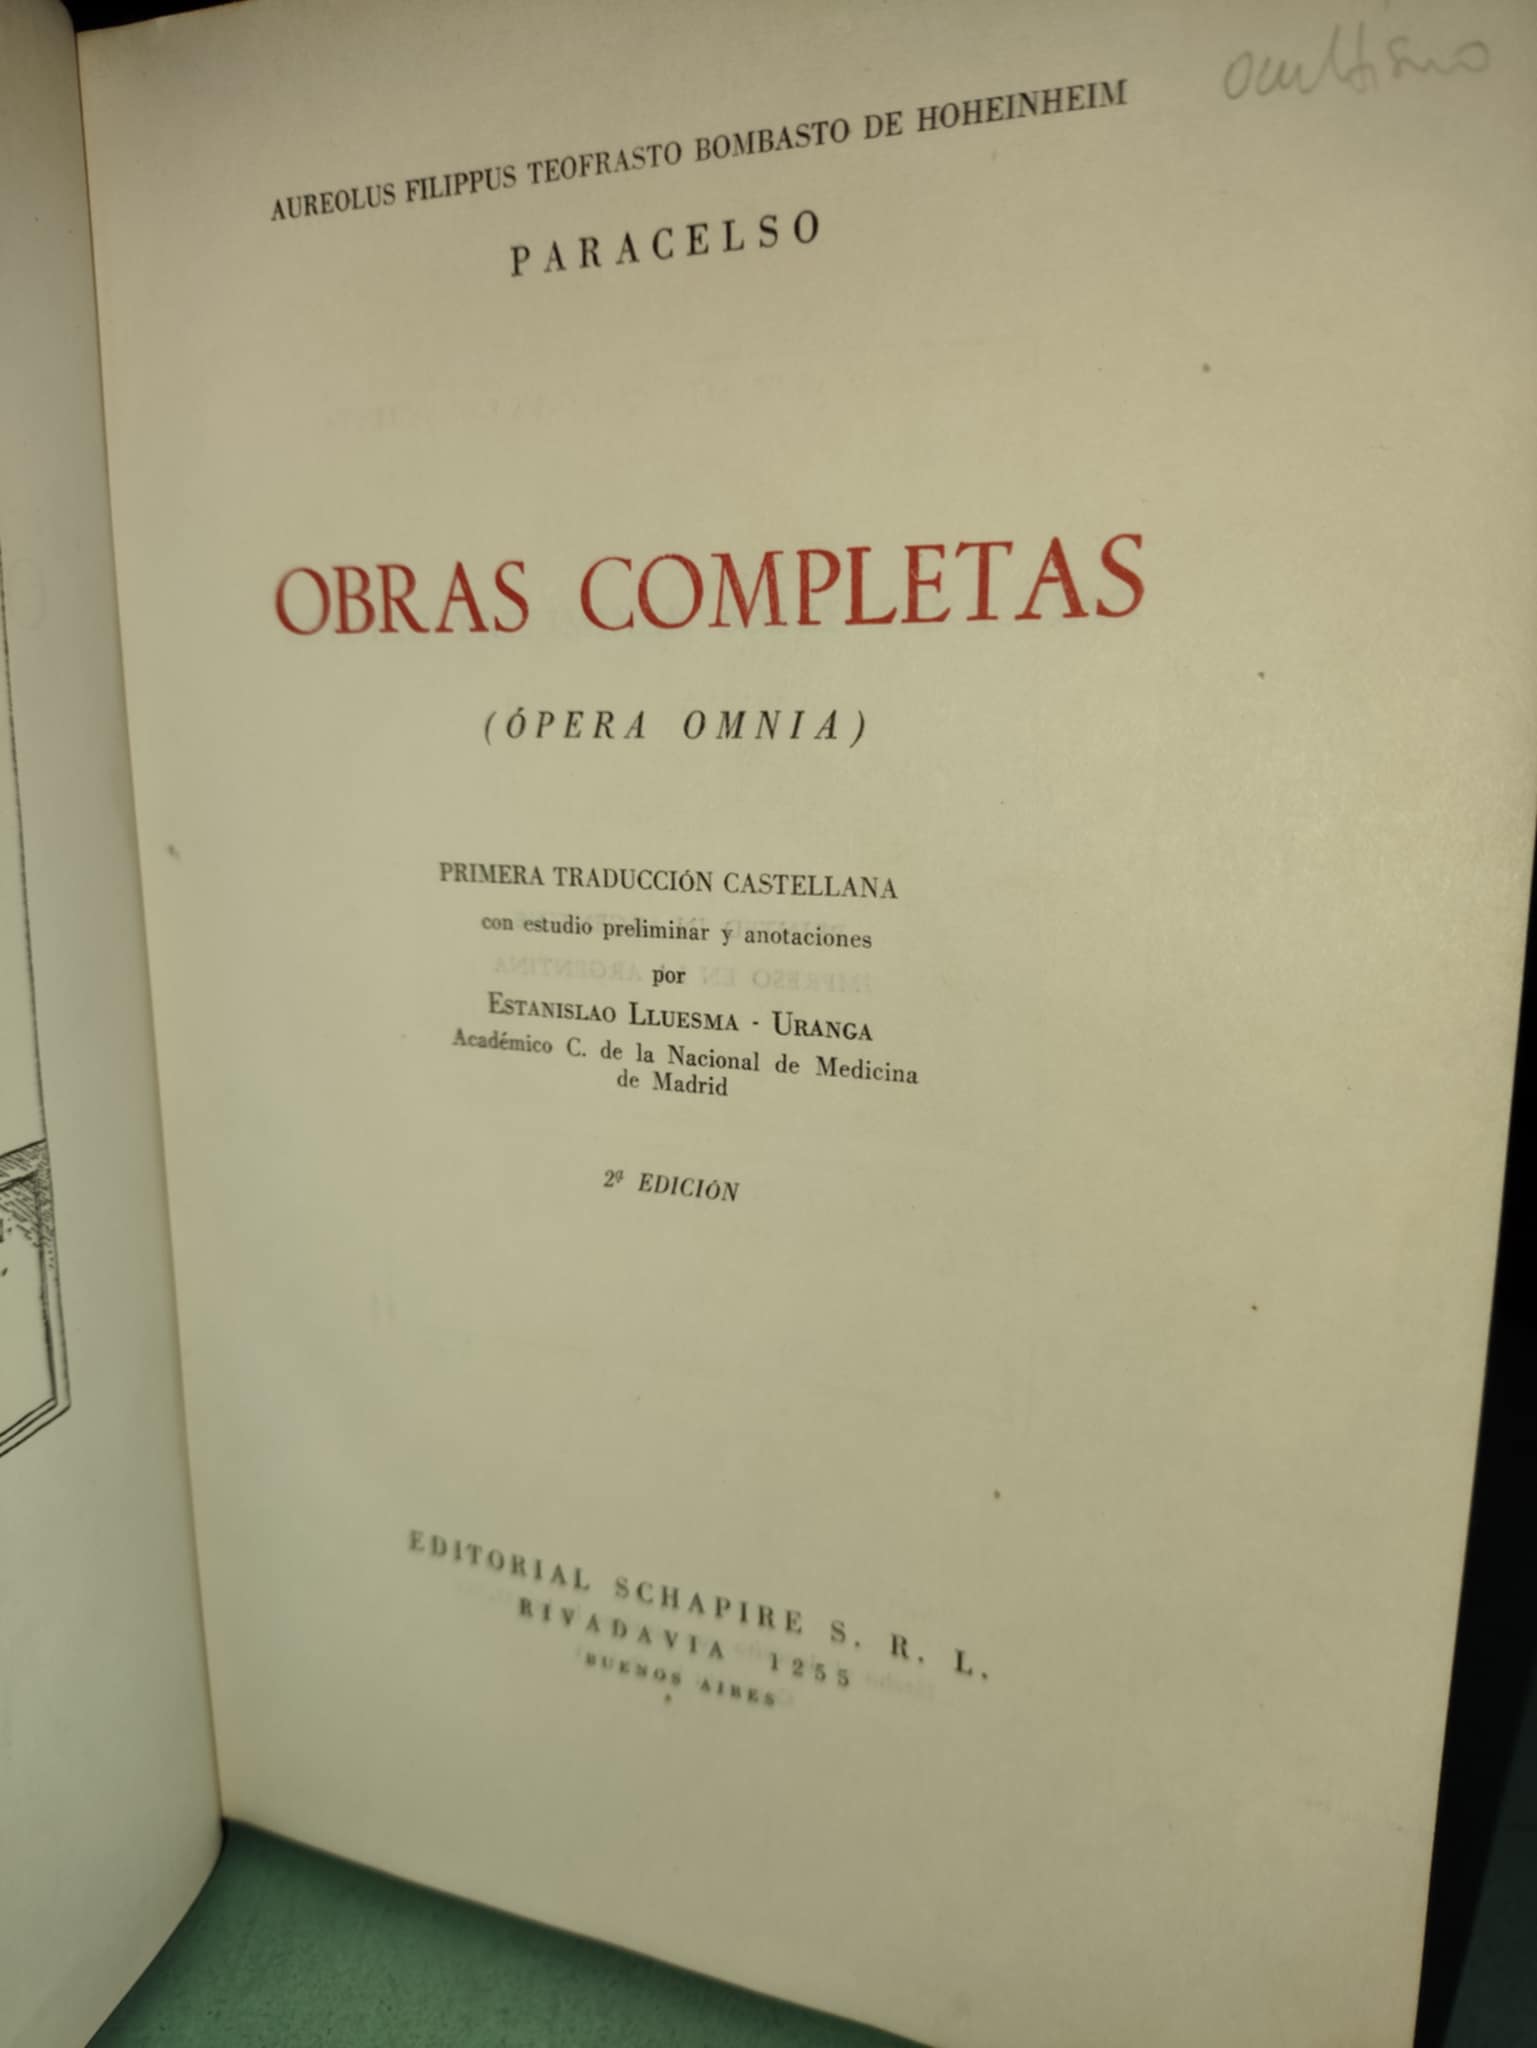 ocultismo
AUREOLUS FILIPPUS TEOFRASTO BOMBASTO DE HOHEINHEIM
PARACELSO
OBRAS COMPLETAS
(ÓPERA OMNIA)
PRIMERA TRADUCCIÓN CASTELLANA
con estudio preliminar y anotaciones
por
ESTANISLAO LLUESMA - URANGA
Académico C. de la Nacional de Medicina
de Madrid
2ª EDICIÓN
EDITORIAL SCHAPIRE S. R. L.
RIVADAVIA 1255
BUENOS AIRES